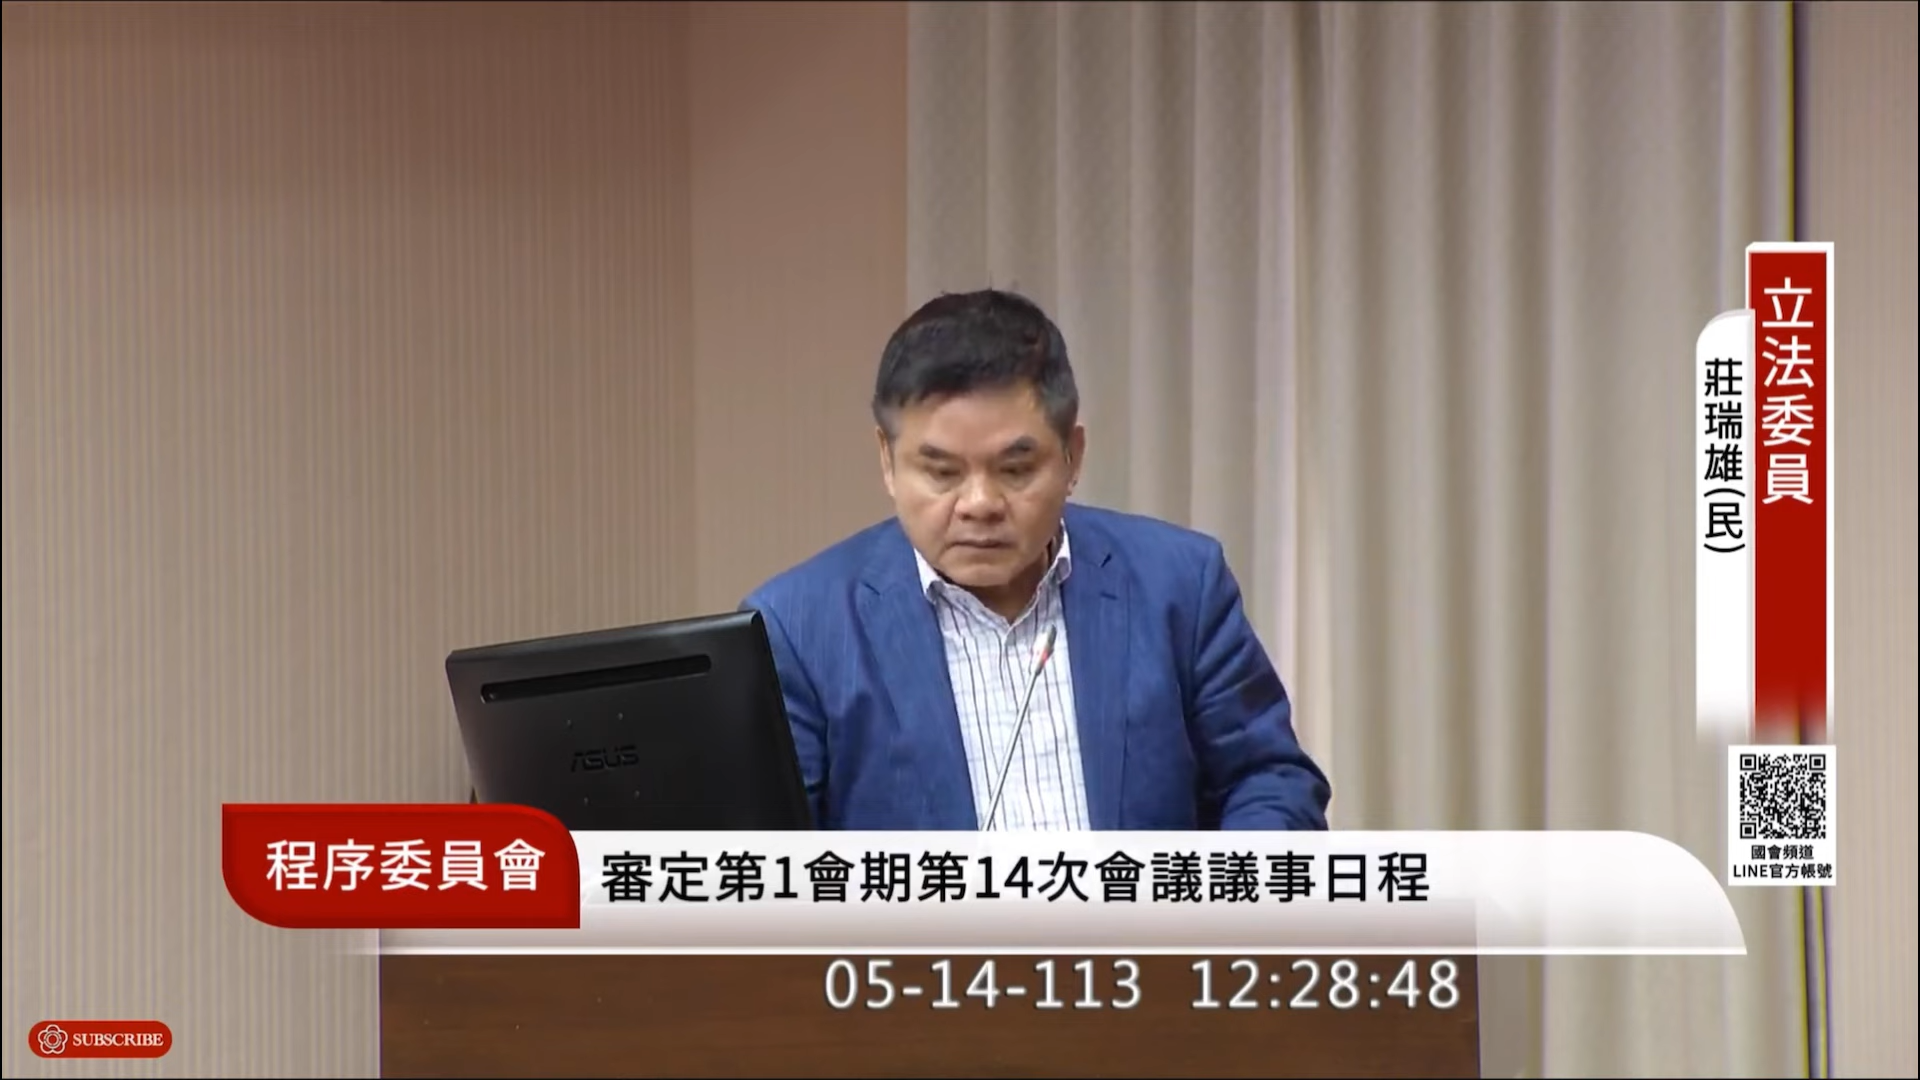 立法委員
莊瑞雄(民)
ASUS
國會頻道
LINE官方帳號
程序委員會
審定第1會期第14次會議議事日程
05-14-113 12:28:48
SUBSCRIBE